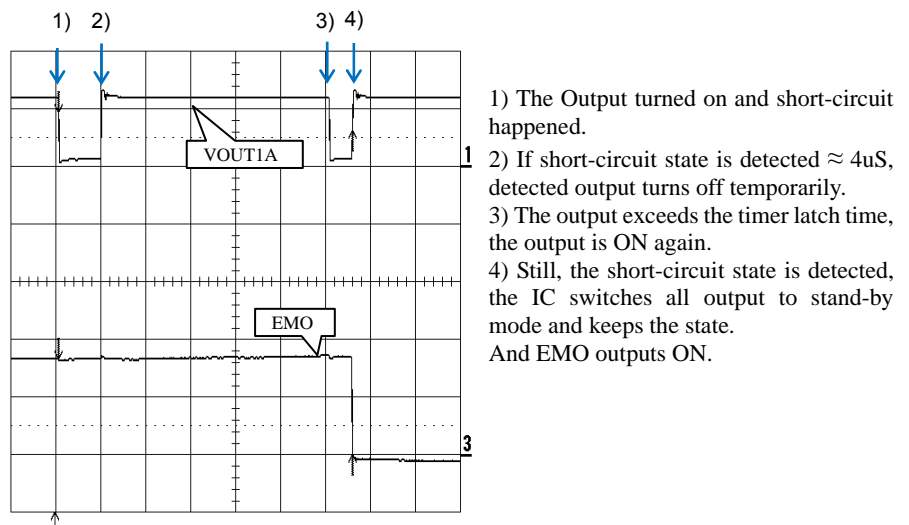 1) 2) 3) 4)
VOUT1A
1
EMO
3
1) The Output turned on and short-circuit
happened.
2) If short-circuit state is detected ≈ 4uS,
detected output turns off temporarily.
3) The output exceeds the timer latch time,
the output is ON again.
4) Still, the short-circuit state is detected,
the IC switches all output to stand-by
mode and keeps the state.
And EMO outputs ON.